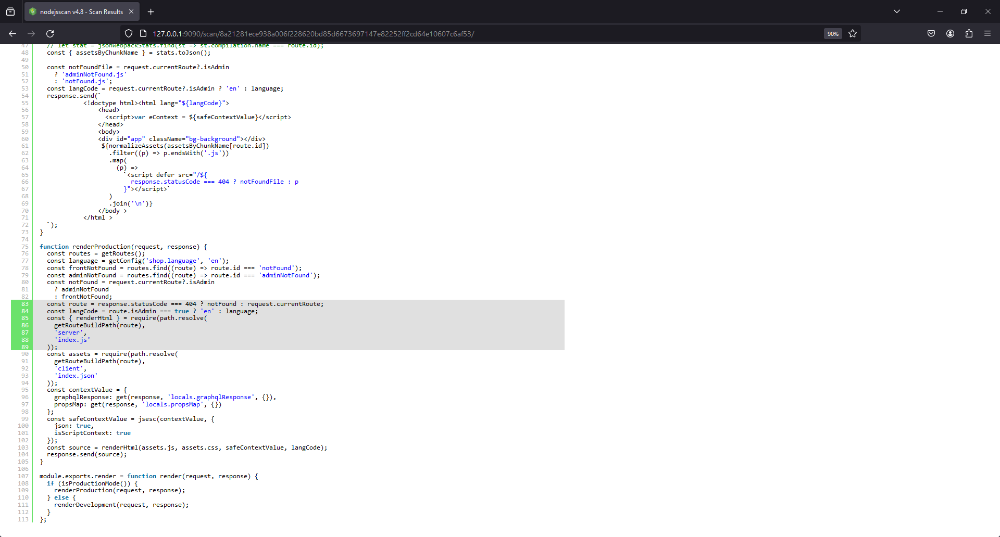 nodejsscan v4.8 - Scan Results
127.0.0.1:9090/scan/8a21281ece938a006f228620bd85d6673697147e82252ff2cd64e10607c6af53/
90%
47 // let stat = jsonWebpackStats.find(st => st.compilation.name === route.id);
48 const { assetsByChunkName } = stats.toJson();
49
50 const notFoundFile = request.currentRoute?.isAdmin
51 ? 'adminNotFound.js'
52 : 'notFound.js';
53 const langCode = request.currentRoute?.isAdmin ? 'en' : language;
54 response.send(`
55 <!doctype html><html lang="${langCode}">
56 <head>
57 <script>var eContext = ${safeContextValue}</script>
58 </head>
59 <body>
60 <div id="app" className="bg-background"></div>
61 ${normalizeAssets(assetsByChunkName[route.id])
62 .filter((p) => p.endsWith('.js'))
63 .map(
64 (p) =>
65 `<script defer src="/${
66 response.statusCode === 404 ? notFoundFile : p
67 }"></script>`
68 )
69 .join('\n')}
70 </body >
71 </html >
72 `);
73 }
74
75 function renderProduction(request, response) {
76 const routes = getRoutes();
77 const language = getConfig('shop.language', 'en');
78 const frontNotFound = routes.find((route) => route.id === 'notFound');
79 const adminNotFound = routes.find((route) => route.id === 'adminNotFound');
80 const notFound = request.currentRoute?.isAdmin
81 ? adminNotFound
82 : frontNotFound;
83 const route = response.statusCode === 404 ? notFound : request.currentRoute;
84 const langCode = route.isAdmin === true ? 'en' : language;
85 const { renderHtml } = require(path.resolve(
86 getRouteBuildPath(route),
87 'server',
88 'index.js'
89 ));
90 const assets = require(path.resolve(
91 getRouteBuildPath(route),
92 'client',
93 'index.json'
94 ));
95 const contextValue = {
96 graphqlResponse: get(response, 'locals.graphqlResponse', {}),
97 propsMap: get(response, 'locals.propsMap', {})
98 };
99 const safeContextValue = jsesc(contextValue, {
100 json: true,
101 isScriptContext: true
102 });
103 const source = renderHtml(assets.js, assets.css, safeContextValue, langCode);
104 response.send(source);
105 }
106
107 module.exports.render = function render(request, response) {
108 if (isProductionMode()) {
109 renderProduction(request, response);
110 } else {
111 renderDevelopment(request, response);
112 }
113 };